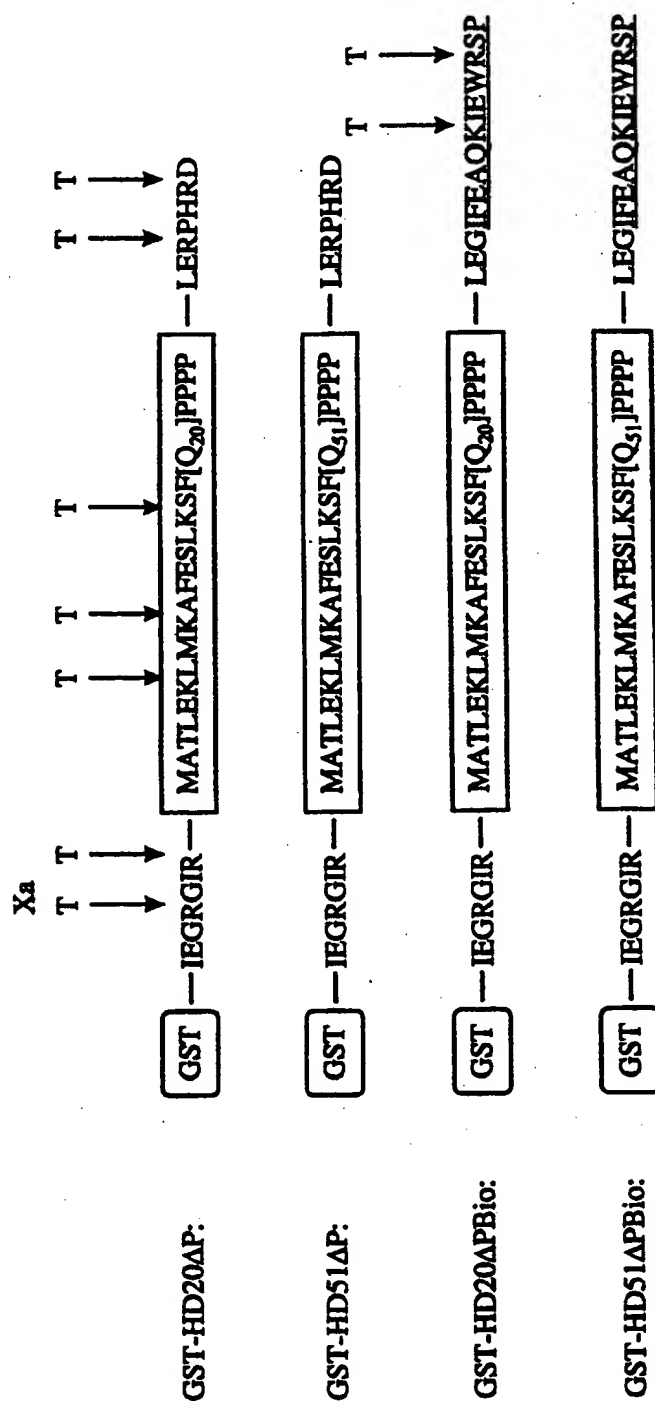 Xa
T T T T T T T
GST-HD20ΔP: GST — IEGRGIR — MATLEKLMKAFESLKSF[Q₂₀]PPPP — LERPHRD
GST-HD51ΔP: GST — IEGRGIR — MATLEKLMKAFESLKSF[Q₅₁]PPPP — LERPHRD
T T
GST-HD20ΔPBio: GST — IEGRGIR — MATLEKLMKAFESLKSF[Q₂₀]PPPP — LEGIFEAQKIEWRSP
GST-HD51ΔPBio: GST — IEGRGIR — MATLEKLMKAFESLKSF[Q₅₁]PPPP — LEGIFEAQKIEWRSP